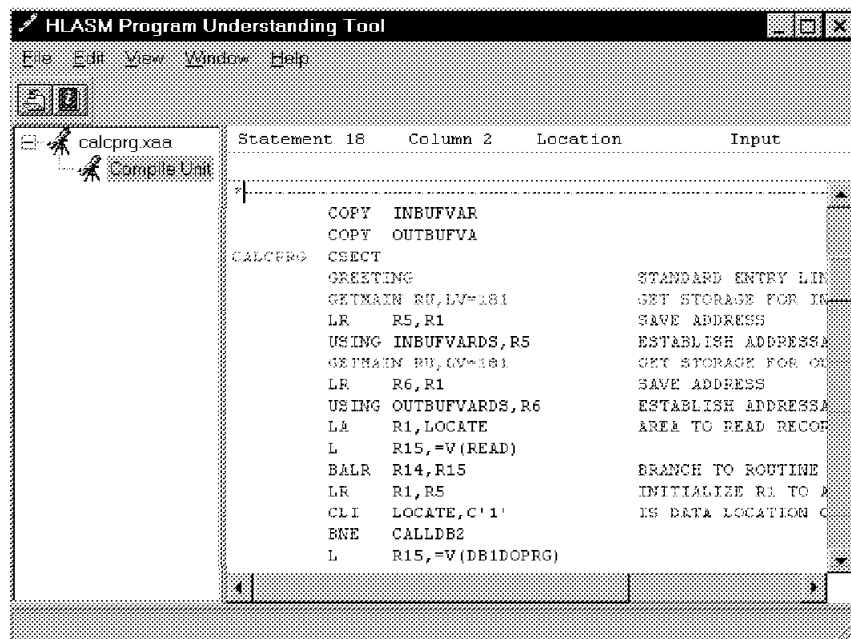 HLASM Program Understanding Tool
File Edit View Window Help
calcprg.xaa
Compile Unit
Statement 18 Column 2 Location Input
*
COPY INBUFVAR
COPY OUTBUFVA
CALCPRG CSECT
GREETING STANDARD ENTRY LIN
GETMAIN RU,LV=181 GET STORAGE FOR IN
LR R5,R1 SAVE ADDRESS
USING INBUFVARDS,R5 ESTABLISH ADDRESSA
GETMAIN RU,LV=181 GET STORAGE FOR OU
LR R6,R1 SAVE ADDRESS
USING OUTBUFVARDS,R6 ESTABLISH ADDRESSA
LA R1,LOCATE AREA TO READ RECOR
L R15,=V(READ)
BALR R14,R15 BRANCH TO ROUTINE
LR R1,R5 INITIALIZE R1 TO A
CLI LOCATE,C'1' IS DATA LOCATION O
BNE CALLDB2
L R15,=V(DB1DOPRG)